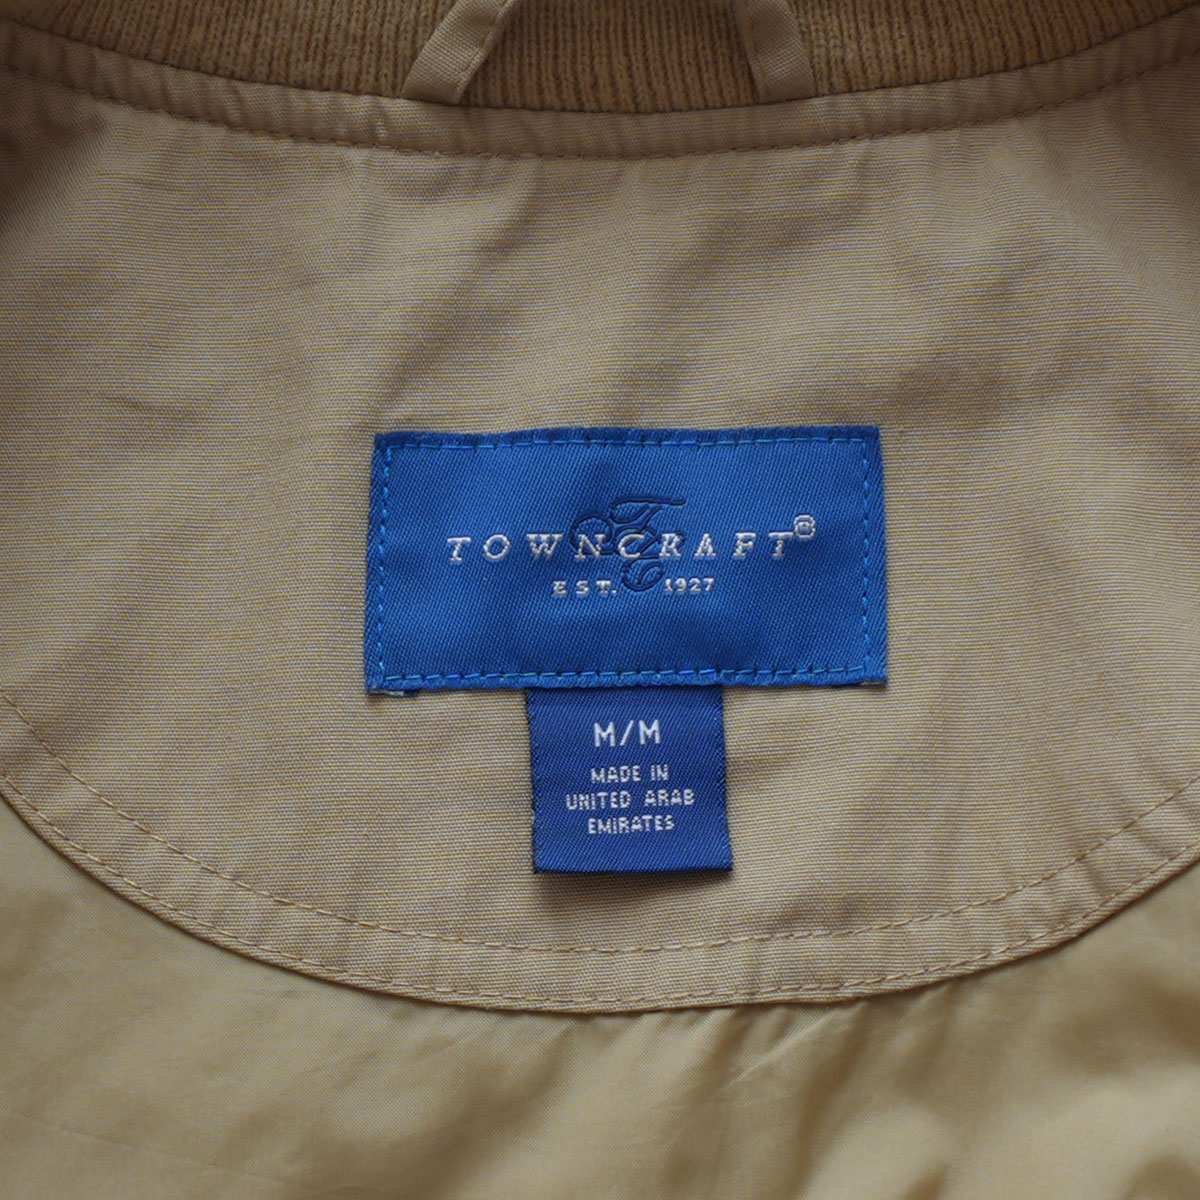 TOWNCRAFT®
EST. 1927
M/M
MADE IN
UNITED ARAB
EMIRATES